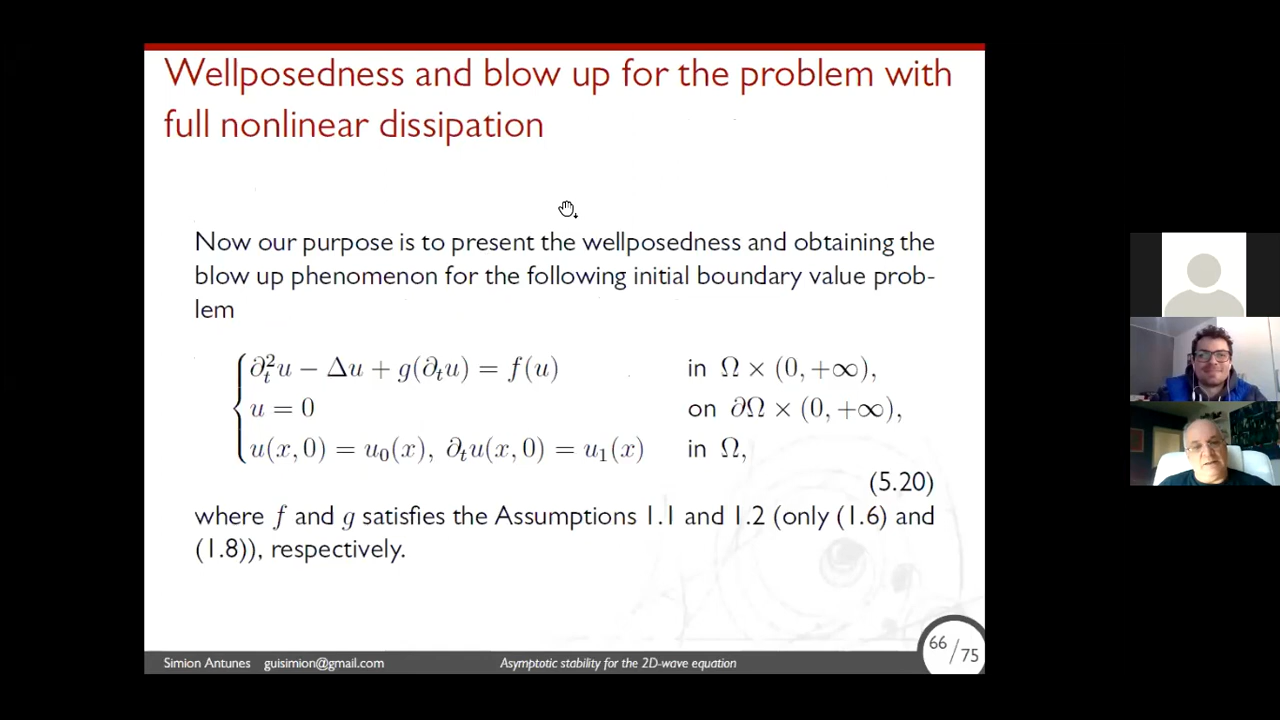 Wellposedness and blow up for the problem with
full nonlinear dissipation
Now our purpose is to present the wellposedness and obtaining the
blow up phenomenon for the following initial boundary value prob-
lem
∂²ₜu − Δu + g(∂ₜu) = f(u) in Ω × (0, +∞),
u = 0 on ∂Ω × (0, +∞),
u(x, 0) = u₀(x), ∂ₜu(x, 0) = u₁(x) in Ω,
(5.20)
where f and g satisfies the Assumptions 1.1 and 1.2 (only (1.6) and
(1.8)), respectively.
Simion Antunes guisimion@gmail.com Asymptotic stability for the 2D-wave equation 66/75